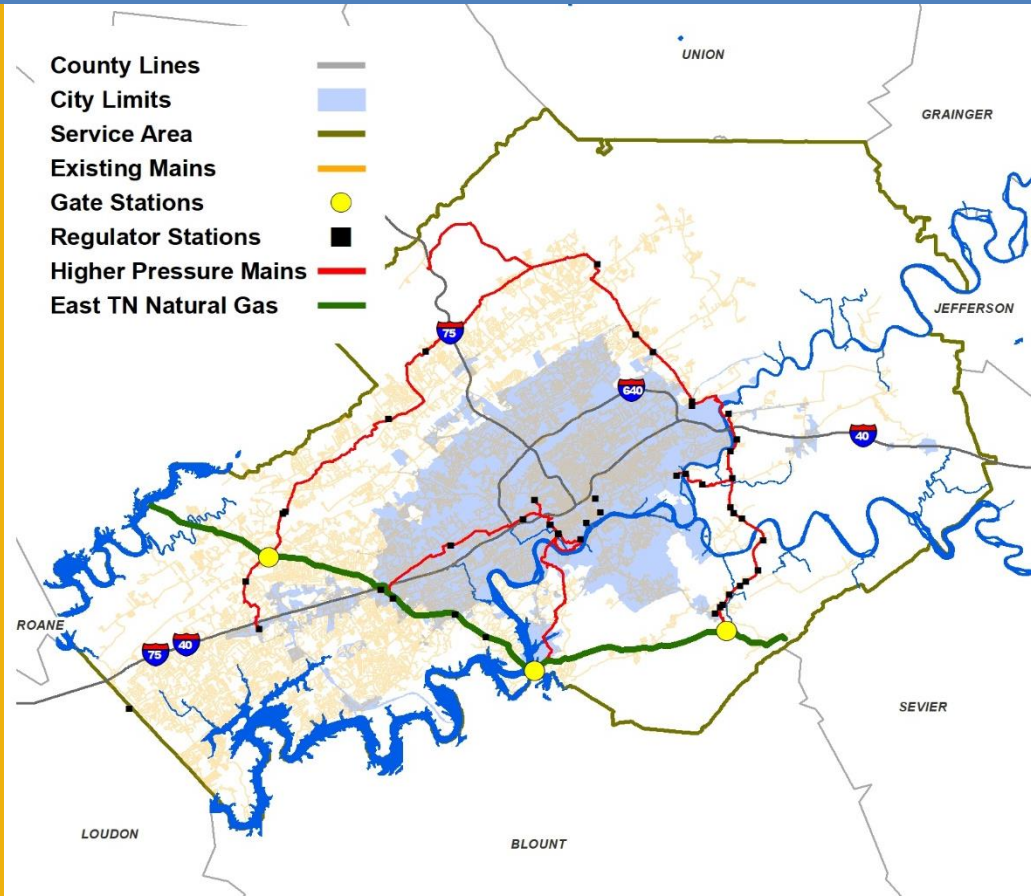 UNION
County Lines
City Limits
GRAINGER
Service Area
Existing Mains
Gate Stations
Regulator Stations
Higher Pressure Mains
East TN Natural Gas
JEFFERSON
75
640
40
ROANE
75
40
SEVIER
LOUDON
BLOUNT